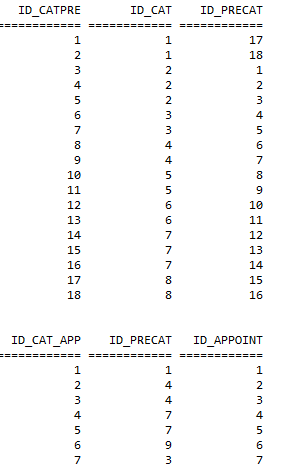 ID_CATPRE ID_CAT ID_PRECAT
============ ============ ============
1 1 17
2 1 18
3 2 1
4 2 2
5 2 3
6 3 4
7 3 5
8 4 6
9 4 7
10 5 8
11 5 9
12 6 10
13 6 11
14 7 12
15 7 13
16 7 14
17 8 15
18 8 16
ID_CAT_APP ID_PRECAT ID_APPOINT
============ ============ ============
1 1 1
2 4 2
3 4 3
4 7 4
5 7 5
6 9 6
7 3 7